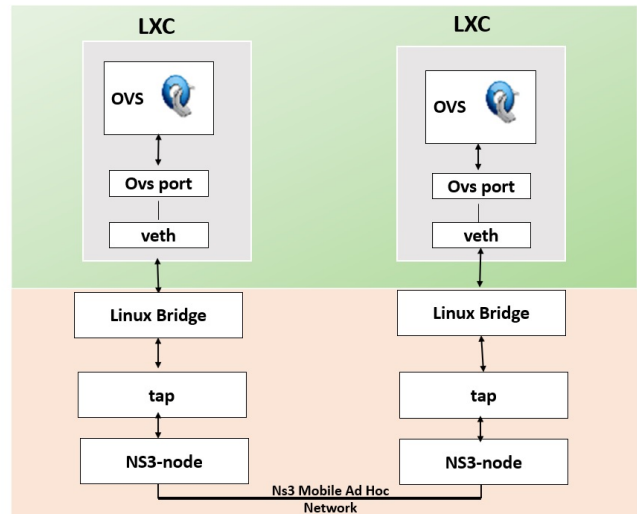 LXC
OVS
Ovs port
veth
Linux Bridge
tap
NS3-node
LXC
OVS
Ovs port
veth
Linux Bridge
tap
NS3-node
Ns3 Mobile Ad Hoc
Network